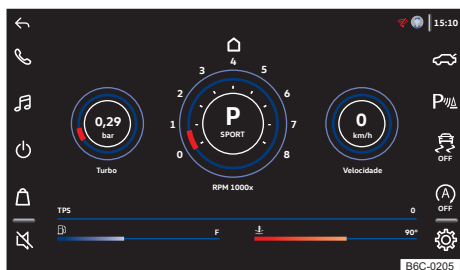 15:10
4
3 5
2 6
1 7
0 8
P
SPORT
RPM 1000x
0,29
bar
Turbo
0
km/h
Velocidade
P
OFF
A
OFF
TPS 0
F 90°
B6C-0205